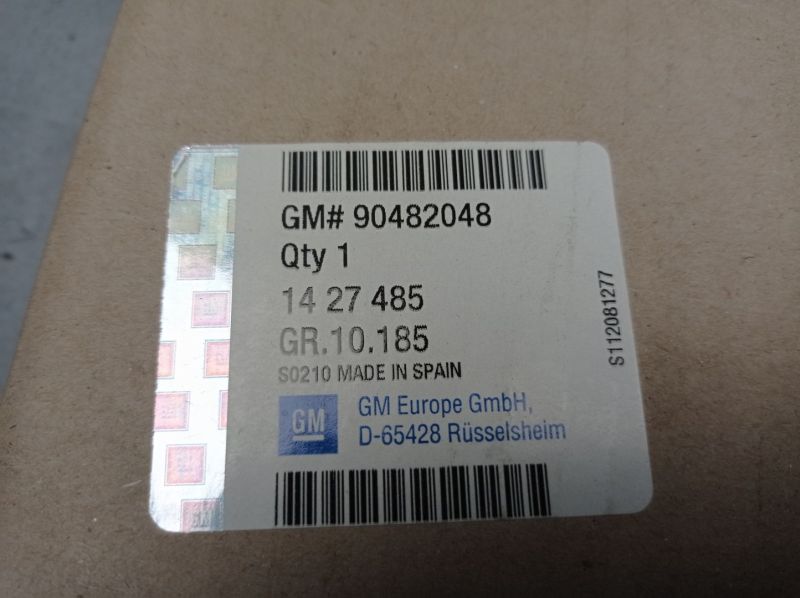 GM# 90482048
Qty 1
14 27 485
GR.10.185
S0210 MADE IN SPAIN
GM
GM Europe GmbH,
D-65428 Rüsselsheim
S112081277